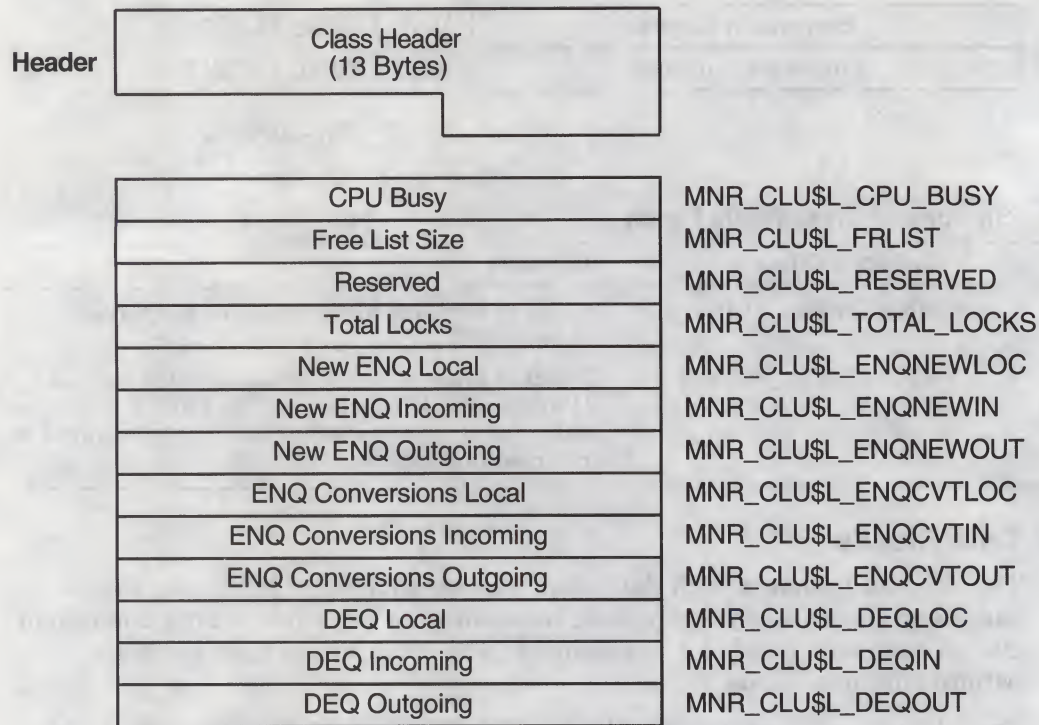 Header
Class Header
(13 Bytes)
CPU Busy MNR_CLU$L_CPU_BUSY
Free List Size MNR_CLU$L_FRLIST
Reserved MNR_CLU$L_RESERVED
Total Locks MNR_CLU$L_TOTAL_LOCKS
New ENQ Local MNR_CLU$L_ENQNEWLOC
New ENQ Incoming MNR_CLU$L_ENQNEWIN
New ENQ Outgoing MNR_CLU$L_ENQNEWOUT
ENQ Conversions Local MNR_CLU$L_ENQCVTLOC
ENQ Conversions Incoming MNR_CLU$L_ENQCVTIN
ENQ Conversions Outgoing MNR_CLU$L_ENQCVTOUT
DEQ Local MNR_CLU$L_DEQLOC
DEQ Incoming MNR_CLU$L_DEQIN
DEQ Outgoing MNR_CLU$L_DEQOUT